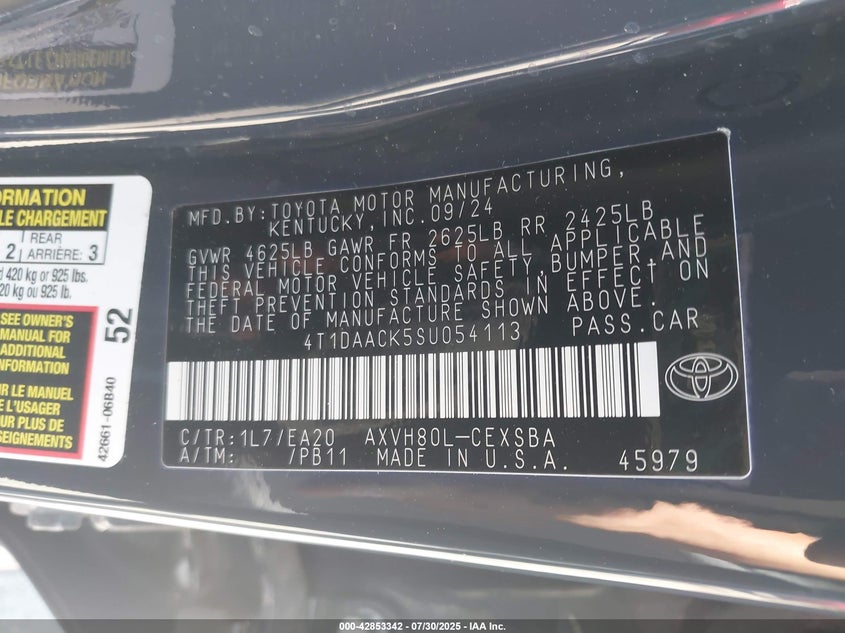 ORMATION
LE CHARGEMENT
2 REAR ARRIÈRE: 3
d 420 kg or 925 lbs.
20 kg ou 925 lb.
SEE OWNER'S
MANUAL FOR
ADDITIONAL
INFORMATION
LE MANUEL
L'USAGER
POUR PLUS DE
SEIGNEMENTS
52
42661-06B40
MFD.BY:TOYOTA MOTOR MANUFACTURING,
KENTUCKY,INC.09/24
GVWR 4625LB GAWR FR 2625LB RR 2425LB
THIS VEHICLE CONFORMS TO ALL APPLICABLE
FEDERAL MOTOR VEHICLE SAFETY,BUMPER,AND
THEFT PREVENTION STANDARDS IN EFFECT ON
THE DATE OF MANUFACTURE SHOWN ABOVE.
4T1DAACK5SU054113 PASS.CAR
C/TR:1L7/EA20 AXVH80L-CEXSBA
A/TM: /PB11 MADE IN U.S.A. 45979
000-42853342 / 07/30/2025 - IAA Inc.